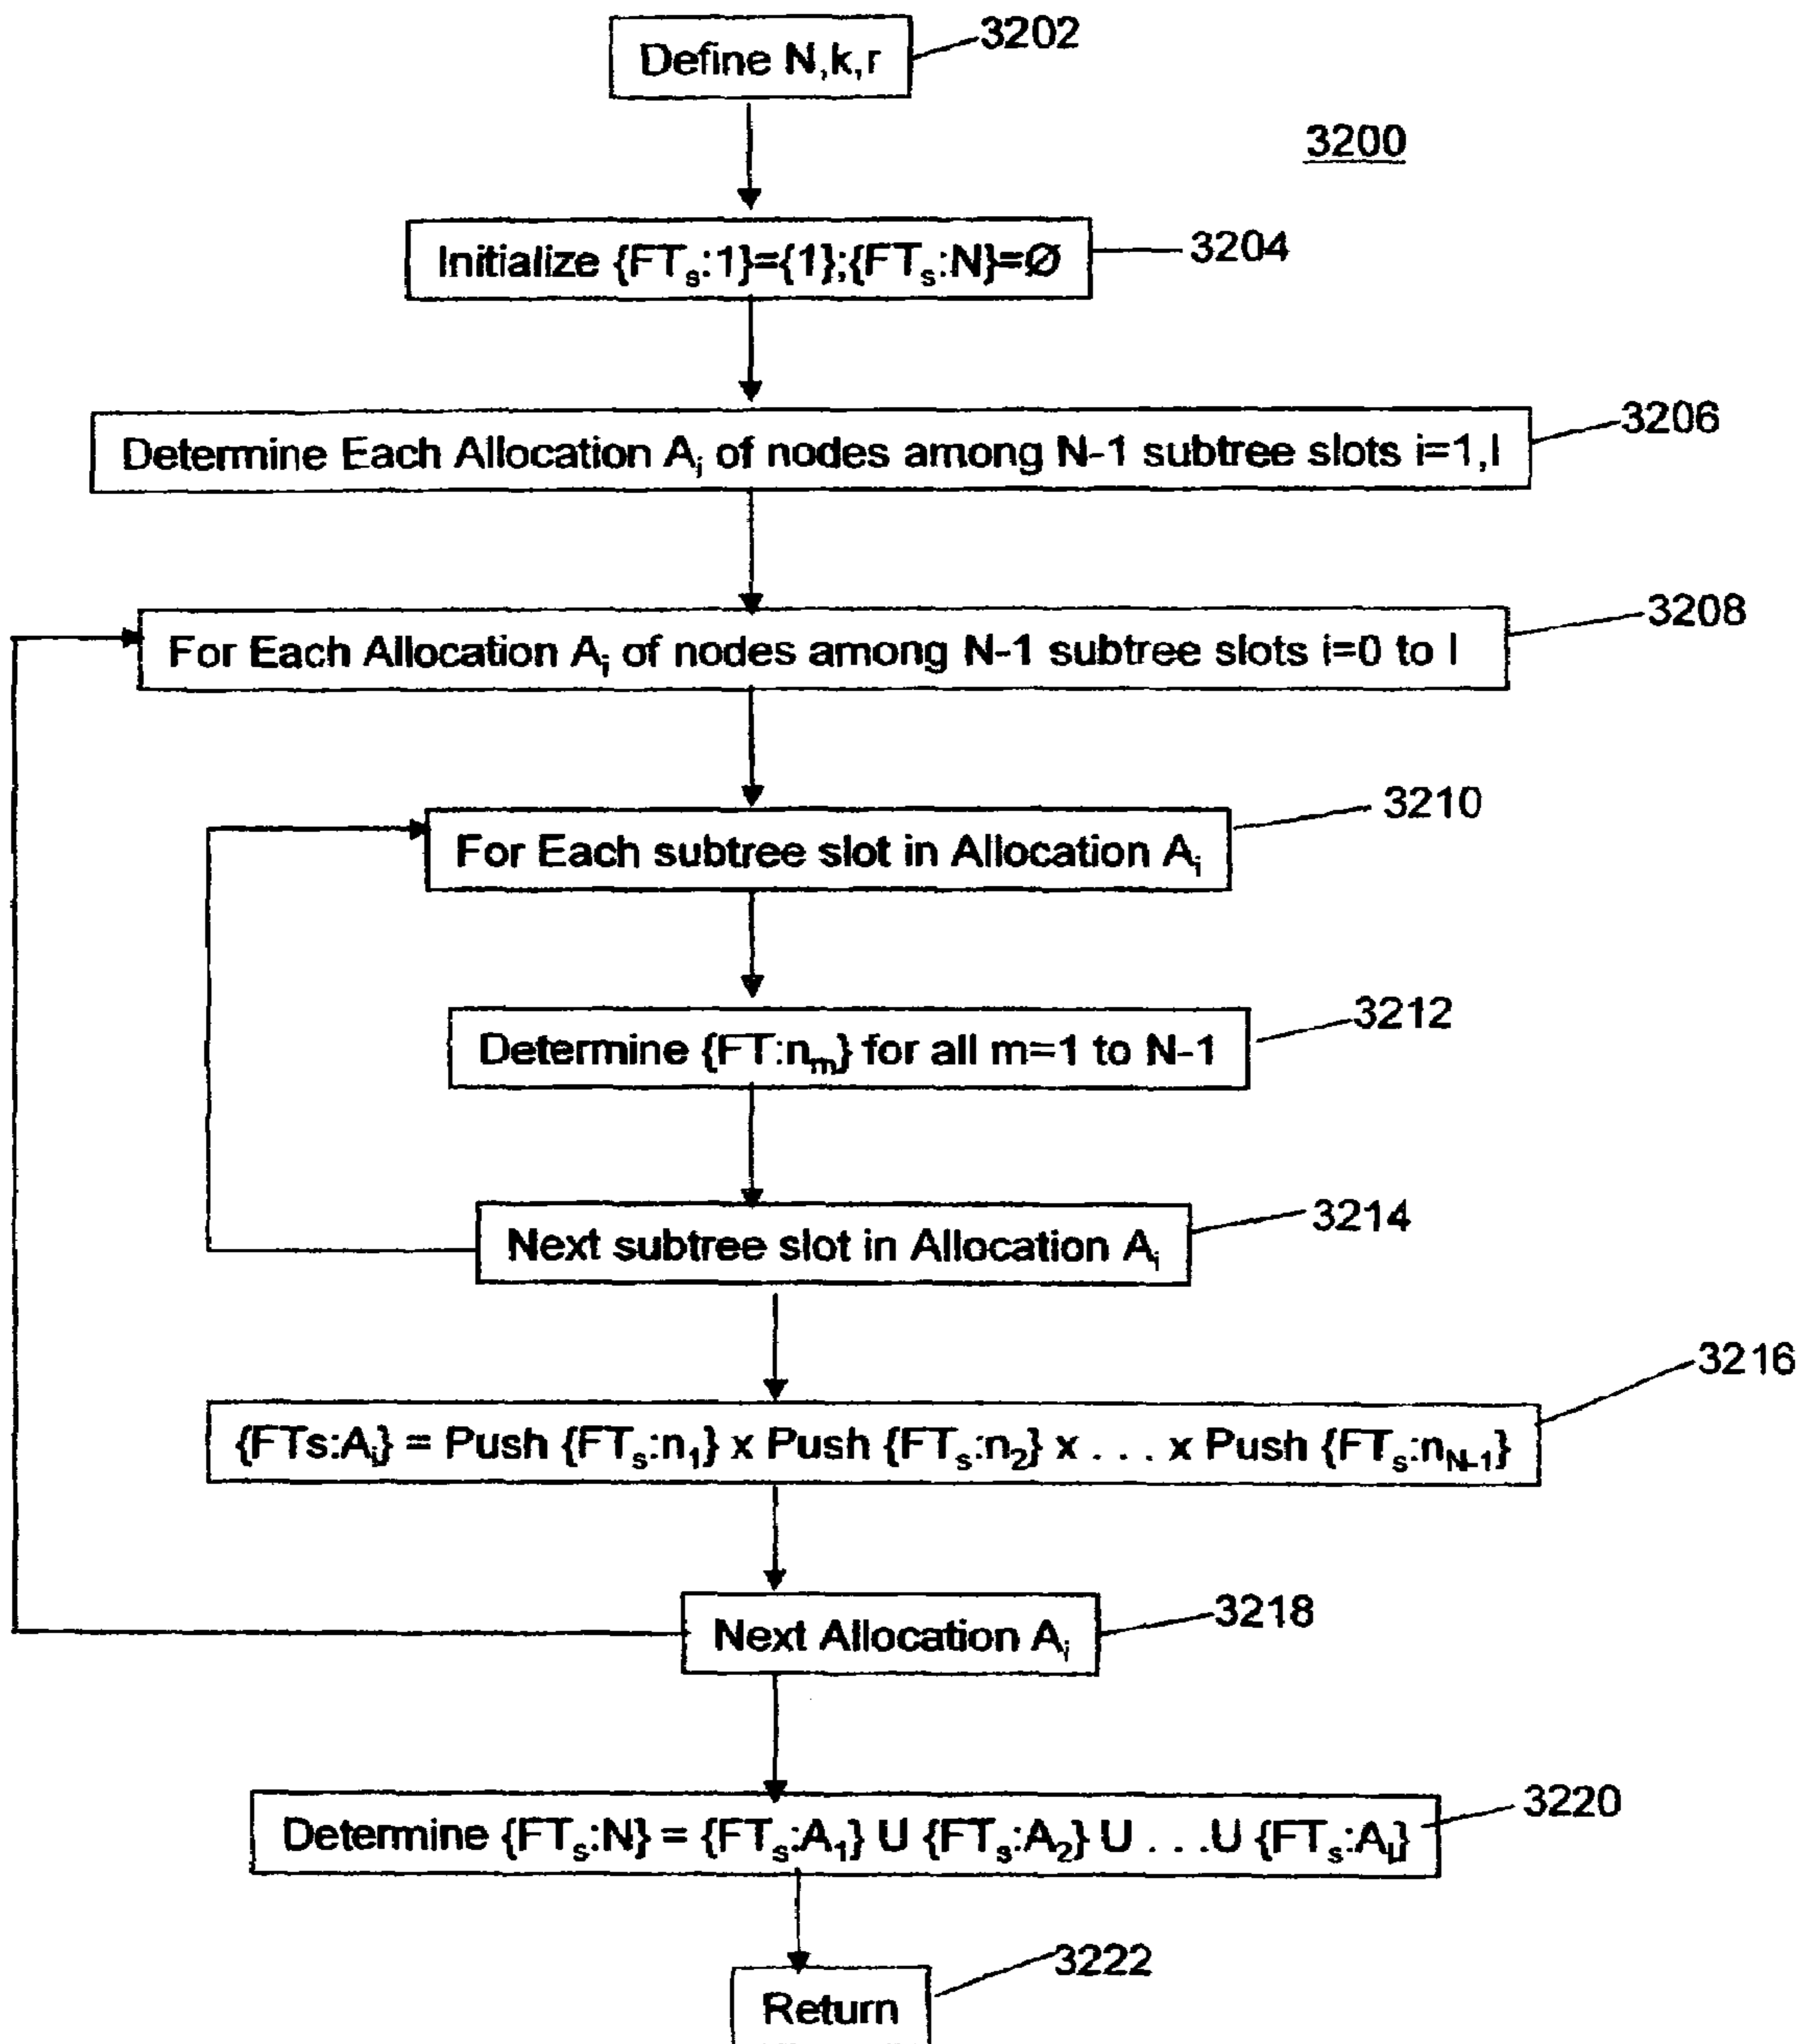 Define N,k,r
3202
3200
Initialize {FTₛ:1}={1};{FTₛ:N}=Ø
3204
Determine Each Allocation Aᵢ of nodes among N-1 subtree slots i=1,I
3206
For Each Allocation Aᵢ of nodes among N-1 subtree slots i=0 to I
3208
For Each subtree slot in Allocation Aᵢ
3210
Determine {FT:nₘ} for all m=1 to N-1
3212
Next subtree slot in Allocation Aᵢ
3214
{FTs:Aᵢ} = Push {FTₛ:n₁} x Push {FTₛ:n₂} x . . . x Push {FTₛ:n_N-1}
3216
Next Allocation Aᵢ
3218
Determine {FTₛ:N} = {FTₛ:A₁} U {FTₛ:A₂} U . . .U {FTₛ:A_I}
3220
Return
3222